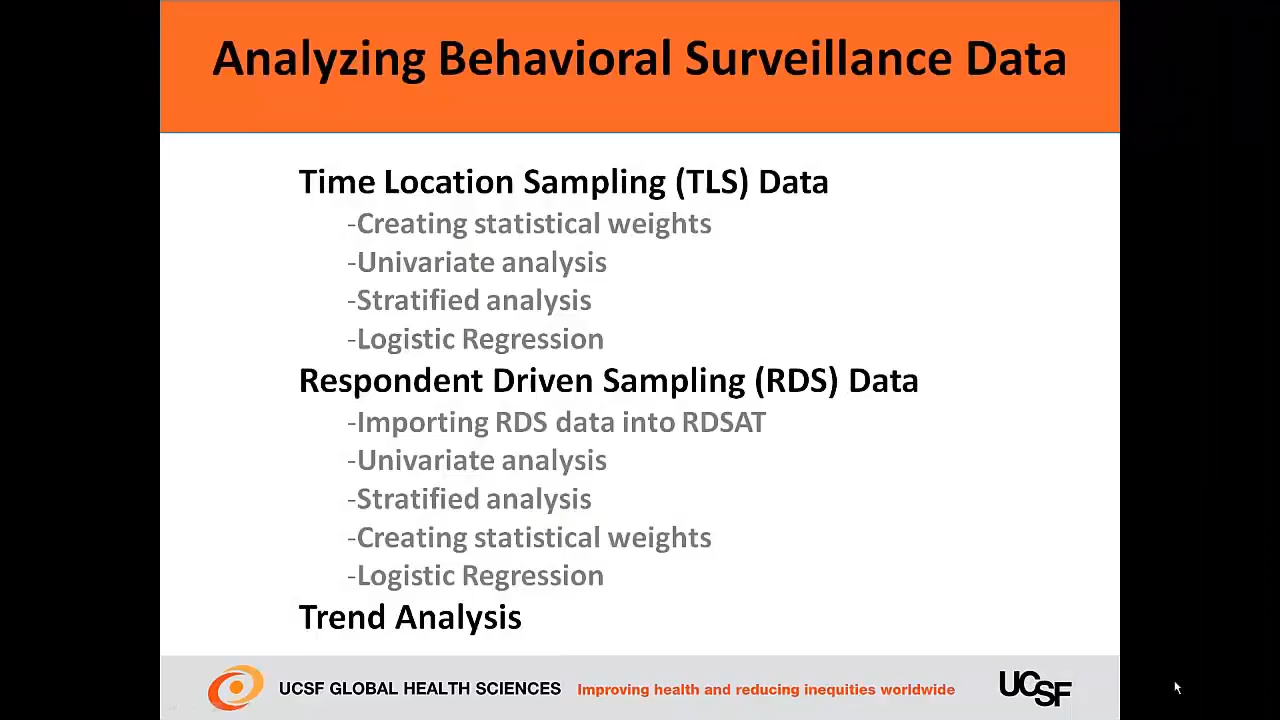 Analyzing Behavioral Surveillance Data
Time Location Sampling (TLS) Data
-Creating statistical weights
-Univariate analysis
-Stratified analysis
-Logistic Regression
Respondent Driven Sampling (RDS) Data
-Importing RDS data into RDSAT
-Univariate analysis
-Stratified analysis
-Creating statistical weights
-Logistic Regression
Trend Analysis
UCSF GLOBAL HEALTH SCIENCES Improving health and reducing inequities worldwide UCSF